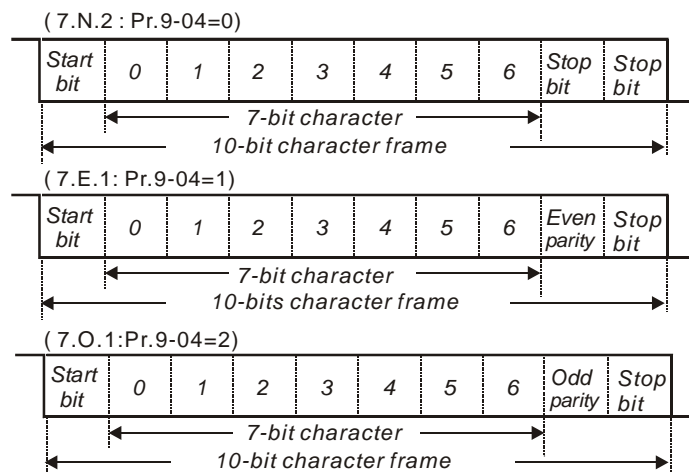 ( 7.N.2 : Pr.9-04=0)
Start bit 0 1 2 3 4 5 6 Stop bit Stop bit
7-bit character
10-bit character frame
( 7.E.1: Pr.9-04=1)
Start bit 0 1 2 3 4 5 6 Even parity Stop bit
7-bit character
10-bits character frame
( 7.O.1:Pr.9-04=2)
Start bit 0 1 2 3 4 5 6 Odd parity Stop bit
7-bit character
10-bit character frame